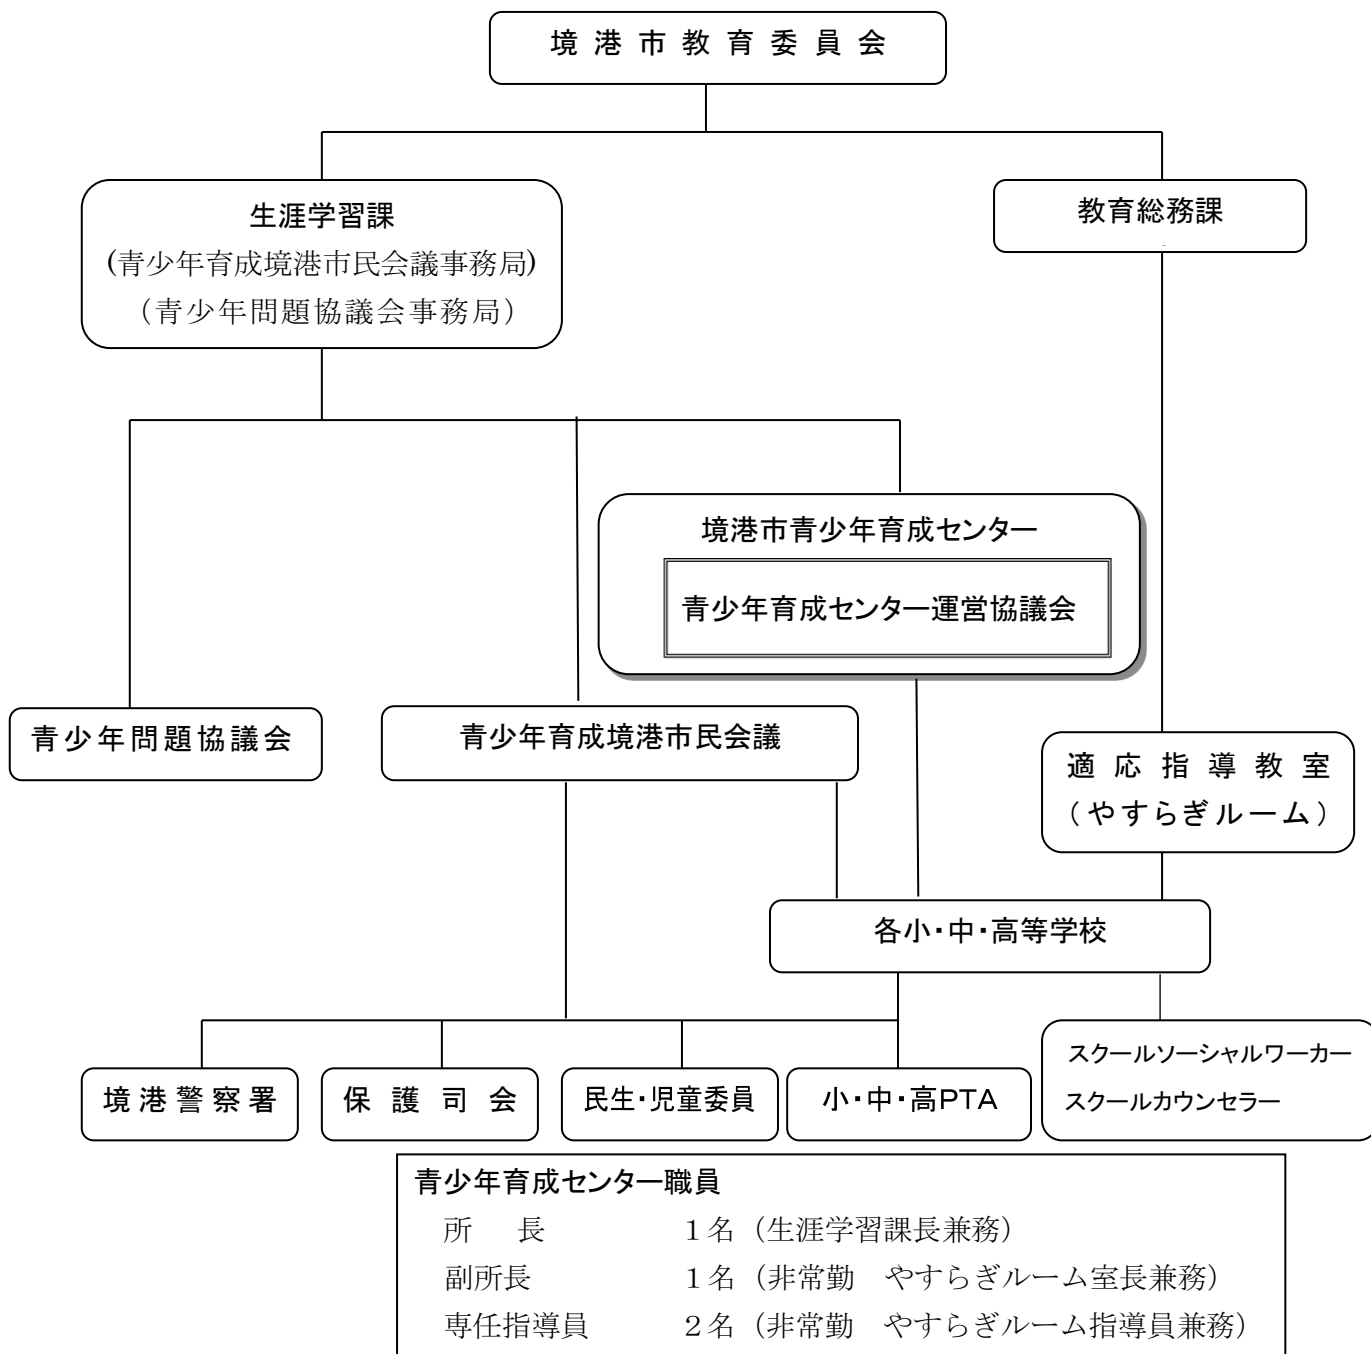 境港市教育委員会
生涯学習課
(青少年育成境港市民会議事務局)
（青少年問題協議会事務局）
教育総務課
境港市青少年育成センター
青少年育成センター運営協議会
青少年問題協議会
青少年育成境港市民会議
適応指導教室
（やすらぎルーム）
各小・中・高等学校
境港警察署
保護司会
民生・児童委員
小・中・高PTA
スクールソーシャルワーカー
スクールカウンセラー
青少年育成センター職員
所　長　１名（生涯学習課長兼務）
副所長　１名（非常勤　やすらぎルーム室長兼務）
専任指導員　２名（非常勤　やすらぎルーム指導員兼務）